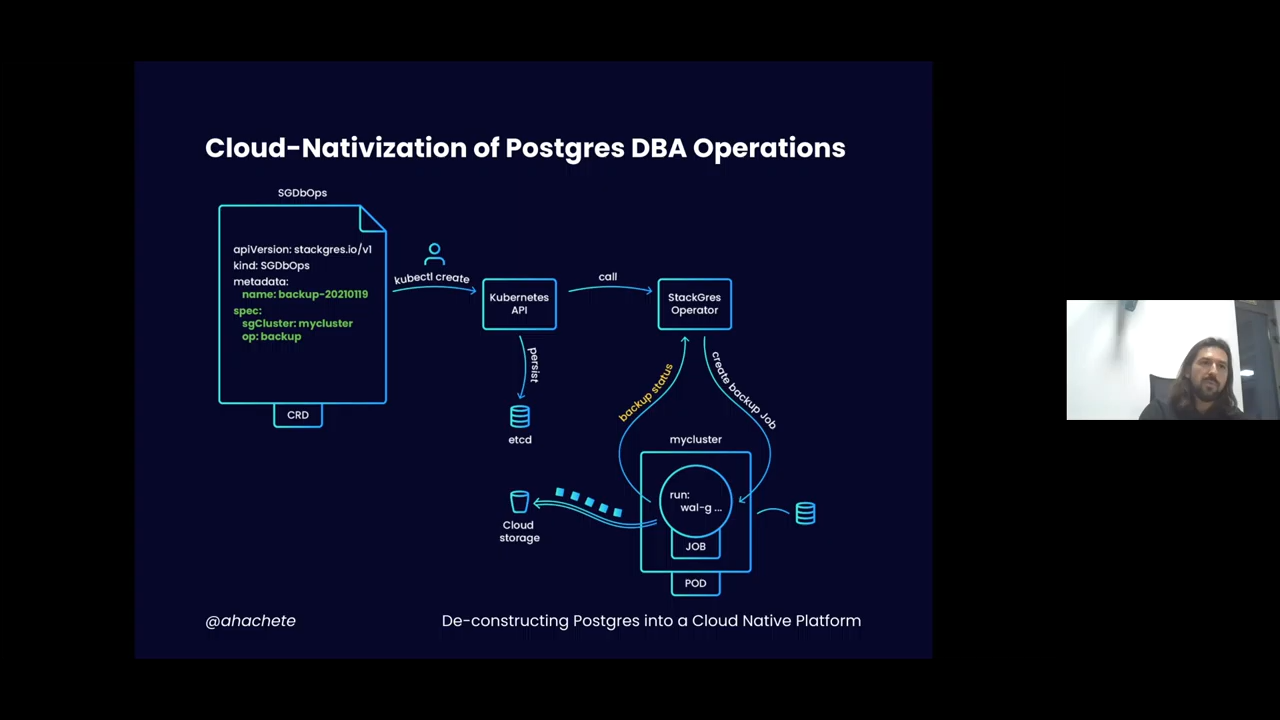 Cloud-Nativization of Postgres DBA Operations
SGDbOps
apiVersion: stackgres.io/v1
kind: SGDbOps
metadata:
name: backup-20210119
spec:
sgCluster: mycluster
op: backup
CRD
kubectl create
Kubernetes
API
call
StackGres
Operator
persist
etcd
backup status
create backup Job
mycluster
run:
wal-g ...
JOB
POD
Cloud
storage
@ahachete
De-constructing Postgres into a Cloud Native Platform